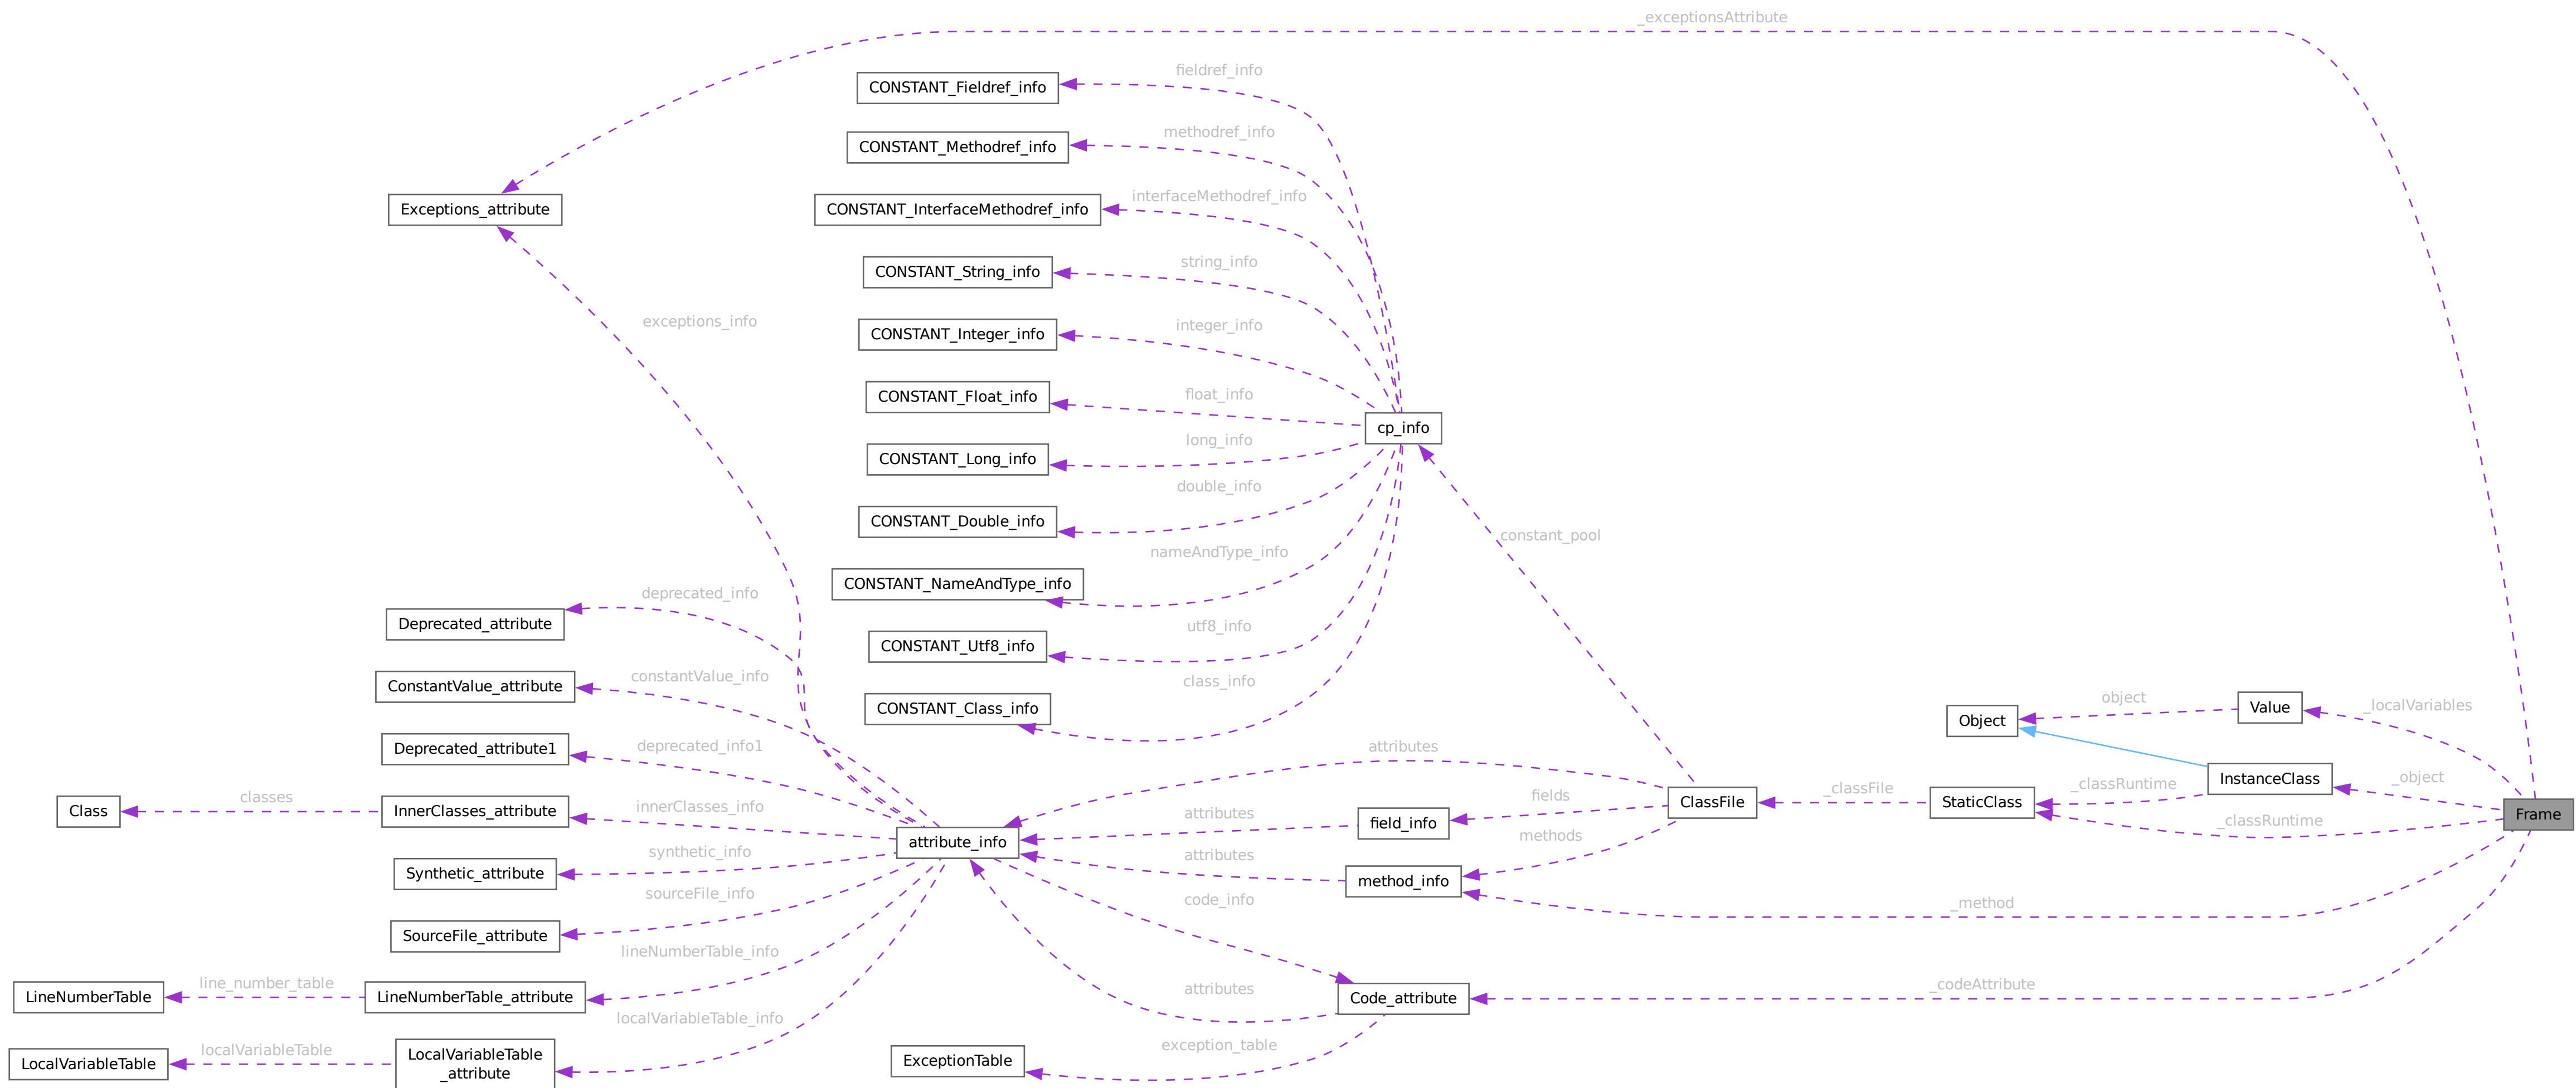 _exceptionsAttribute
fieldref_info
CONSTANT_Fieldref_info
methodref_info
CONSTANT_Methodref_info
interfaceMethodref_info
Exceptions_attribute
CONSTANT_InterfaceMethodref_info
string_info
CONSTANT_String_info
exceptions_info
integer_info
CONSTANT_Integer_info
float_info
CONSTANT_Float_info
cp_info
long_info
CONSTANT_Long_info
double_info
CONSTANT_Double_info
constant_pool
nameAndType_info
CONSTANT_NameAndType_info
deprecated_info
Deprecated_attribute
utf8_info
CONSTANT_Utf8_info
constantValue_info
ConstantValue_attribute
class_info
CONSTANT_Class_info
object
Value
_localVariables
Object
deprecated_info1
Deprecated_attribute1
attributes
InstanceClass
_object
_classRuntime
classes
Class
InnerClasses_attribute
innerClasses_info
fields
ClassFile
_classFile
StaticClass
_classRuntime
Frame
attributes
field_info
methods
attribute_info
synthetic_info
Synthetic_attribute
attributes
method_info
sourceFile_info
code_info
_method
SourceFile_attribute
lineNumberTable_info
line_number_table
LineNumberTable
LineNumberTable_attribute
attributes
Code_attribute
_codeAttribute
localVariableTable_info
localVariableTable
LocalVariableTable
LocalVariableTable
_attribute
exception_table
ExceptionTable